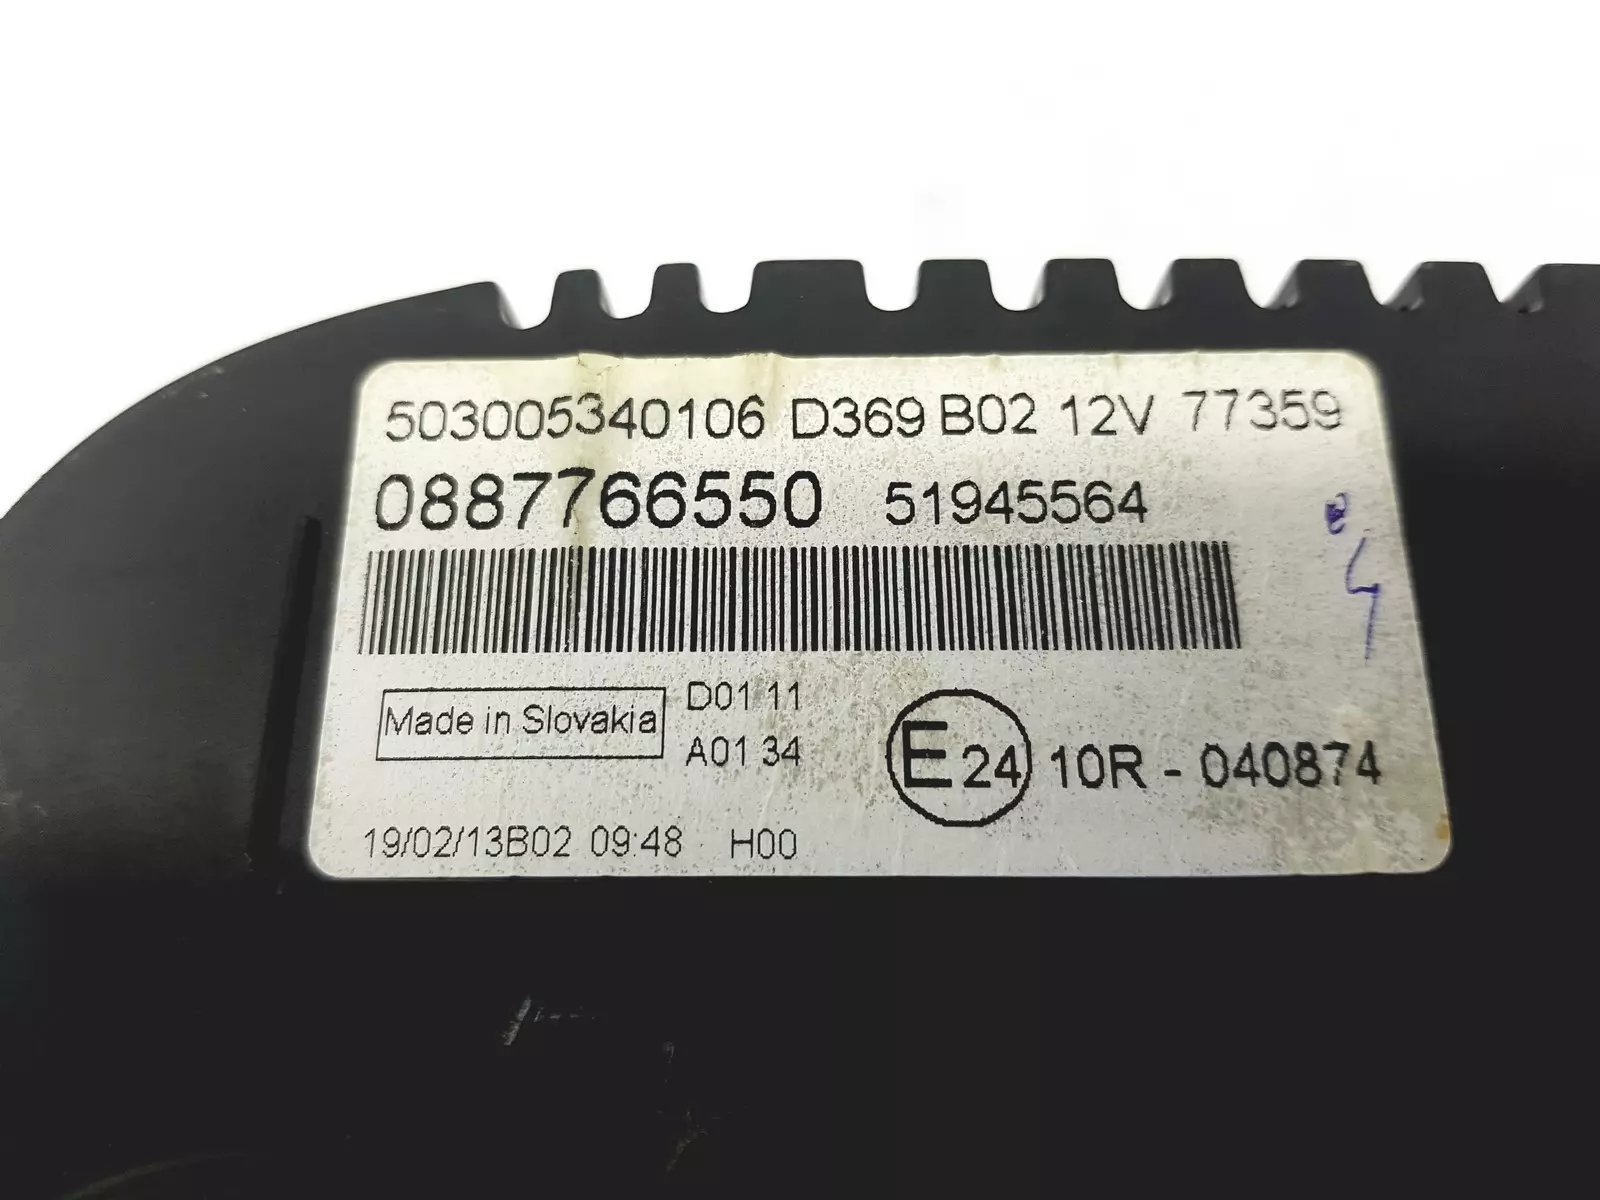 503005340106 D369 B02 12V 77359
0887766550 51945564
Made in Slovakia
D01 11
A01 34
E 24 10R - 040874
19/02/13B02 09:48 H00